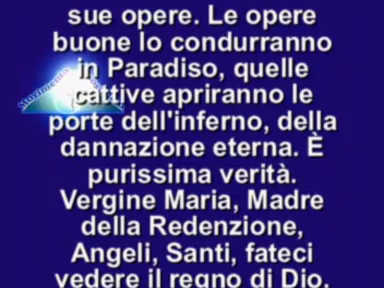 sue opere. Le opere
buone lo condurranno
in Paradiso, quelle
cattive apriranno le
porte dell'inferno, della
dannazione eterna. È
purissima verità.
Vergine Maria, Madre
della Redenzione,
Angeli, Santi, fateci
vedere il regno di Dio.
Movimento